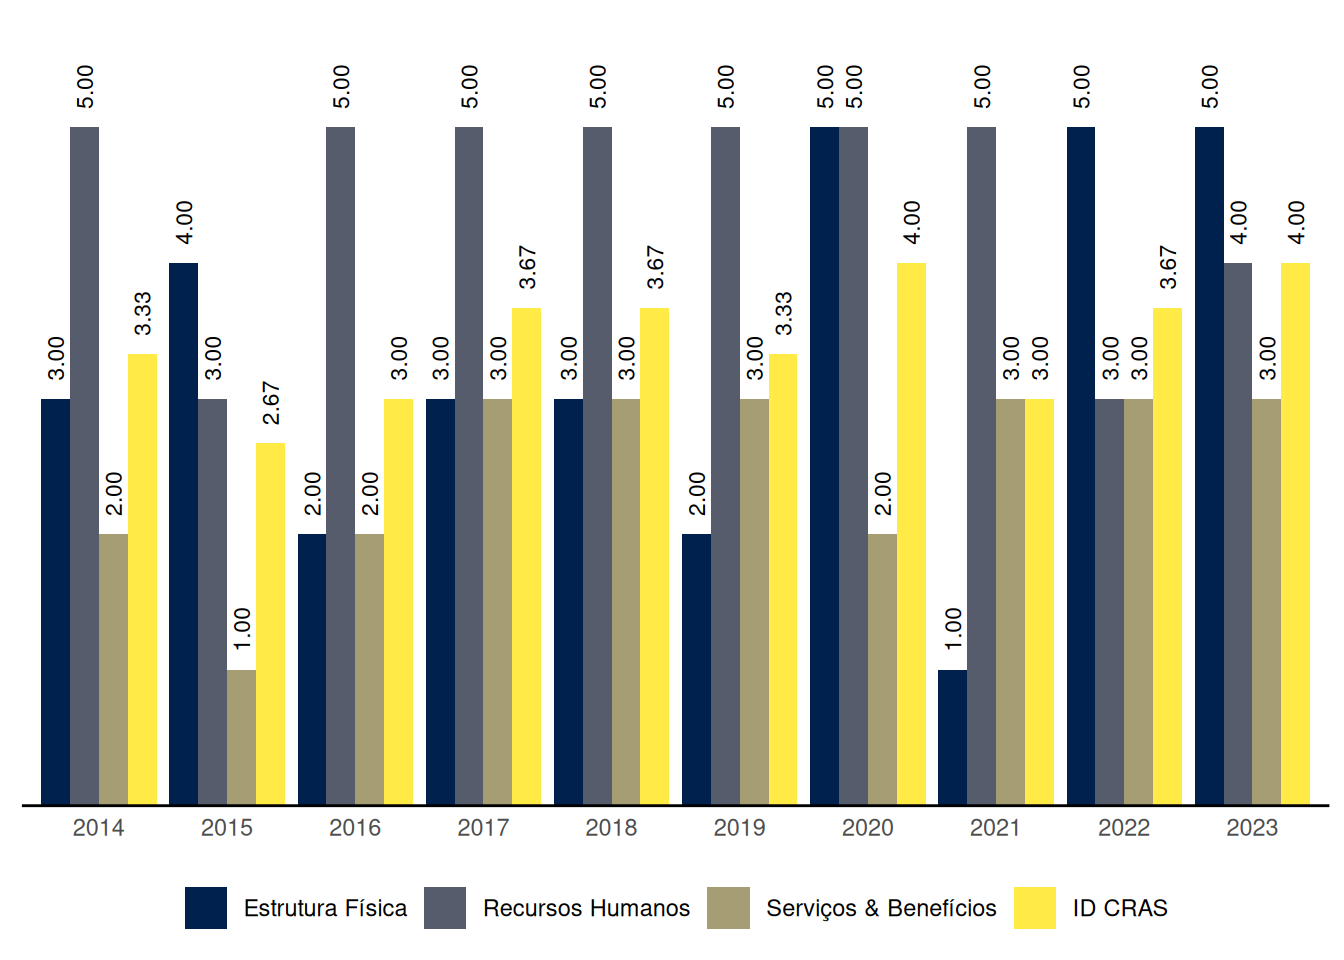 5.00 5.00 5.00 5.00 5.00 5.00 5.00 5.00 5.00 5.00
4.00 4.00 4.00 4.00
3.67 3.67 3.67
3.33 3.33
3.00 3.00 3.00 3.00 3.00 3.00 3.00 3.00 3.00 3.00 3.00 3.00 3.00
2.67
2.00 2.00 2.00 2.00 2.00
1.00 1.00
2014 2015 2016 2017 2018 2019 2020 2021 2022 2023
Estrutura Física Recursos Humanos Serviços & Benefícios ID CRAS